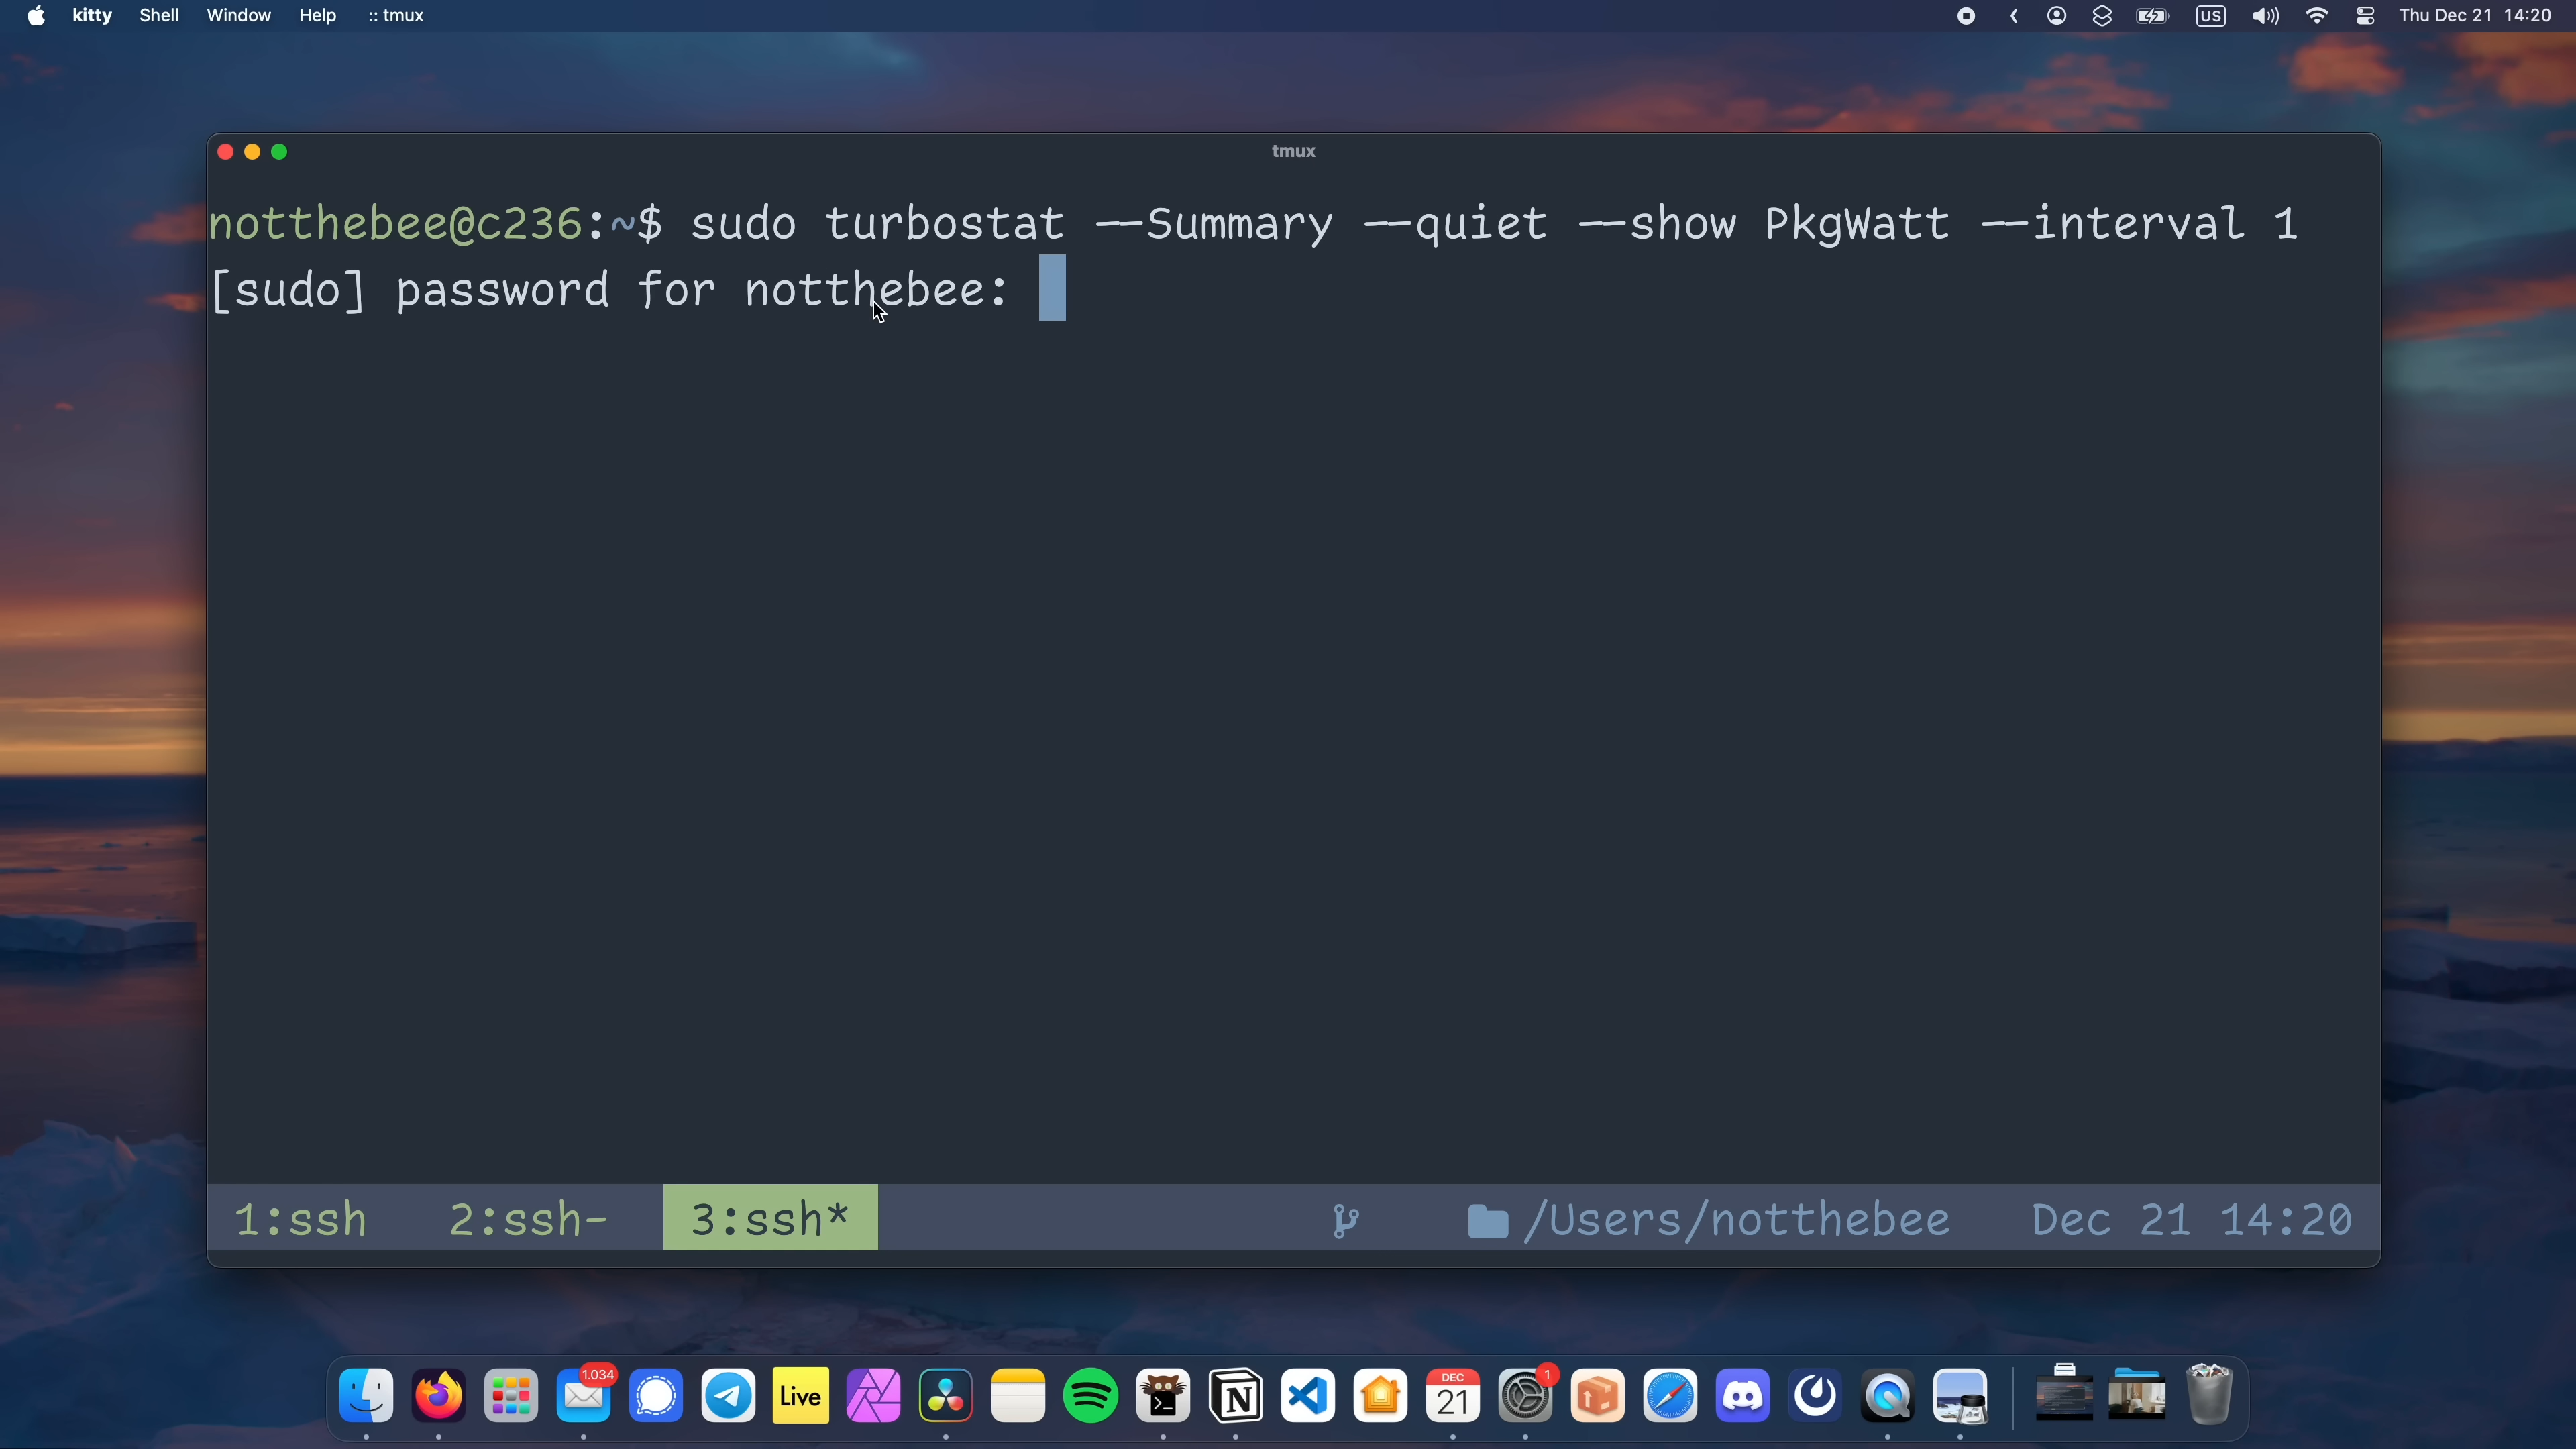 kitty Shell Window Help :: tmux US Thu Dec 21 14:20
tmux
notthebee@c236:~$ sudo turbostat --Summary --quiet --show PkgWatt --interval 1
[sudo] password for notthebee:
1:ssh 2:ssh- 3:ssh* /Users/notthebee Dec 21 14:20
1.034
Live
N
DEC
21
1